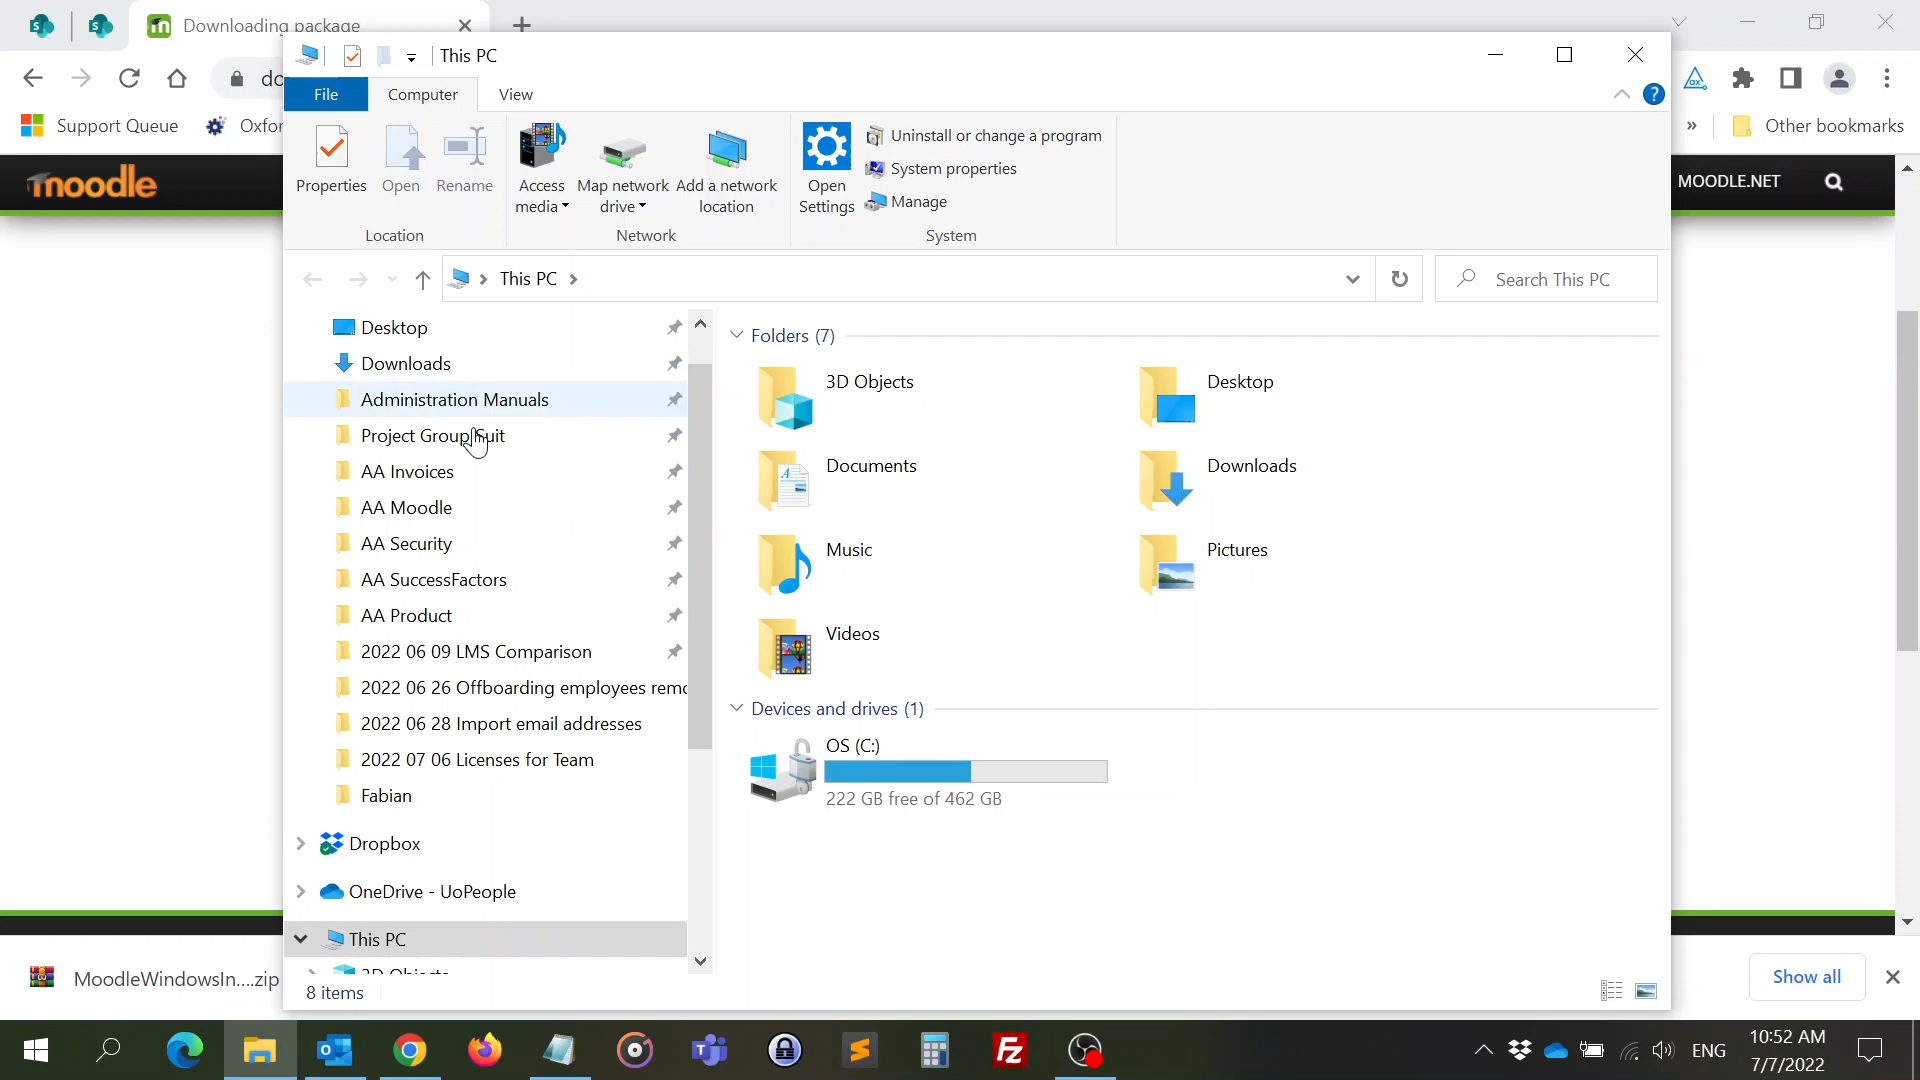 Downloading package
This PC
File
Computer
View
Support Queue
Other bookmarks
moodle
MOODLE.NET
Properties
Open
Rename
Access
media
Map network
drive
Add a network
location
Open
Settings
Uninstall or change a program
System properties
Manage
Location
Network
System
This PC
Search This PC
Desktop
Downloads
Administration Manuals
Project Group Suit
AA Invoices
AA Moodle
AA Security
AA SuccessFactors
AA Product
2022 06 09 LMS Comparison
2022 06 26 Offboarding employees
2022 06 28 Import email addresses
2022 07 06 Licenses for Team
Fabian
Dropbox
OneDrive - UoPeople
This PC
3D Objects
8 items
Folders (7)
3D Objects
Desktop
Documents
Downloads
Music
Pictures
Videos
Devices and drives (1)
OS (C:)
222 GB free of 462 GB
MoodleWindowsIn....zip
Show all
ENG
10:52 AM
7/7/2022